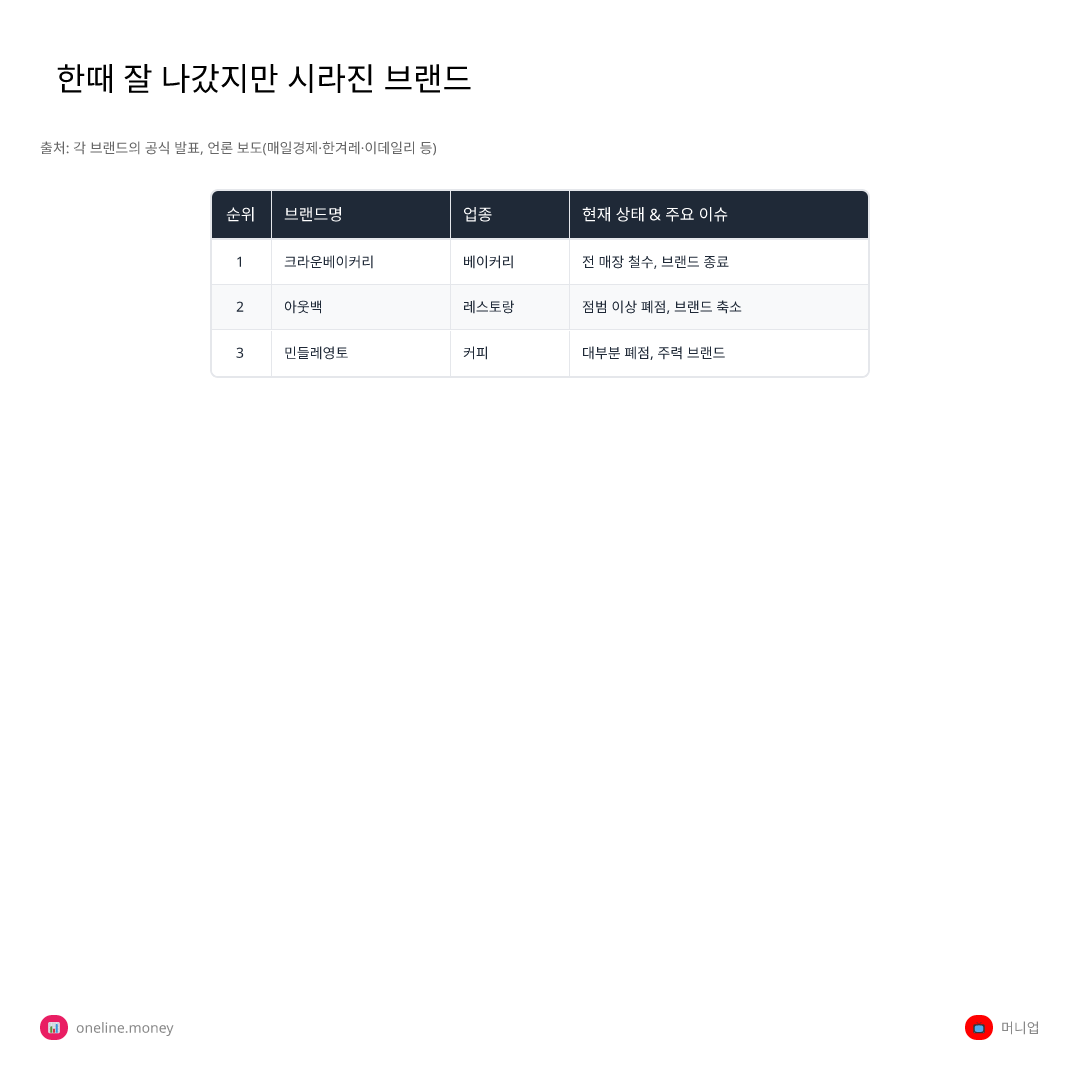 한때 잘 나갔지만 시라진 브랜드
출처: 각 브랜드의 공식 발표, 언론 보도(매일경제·한겨레·이데일리 등)
순위 브랜드명 업종 현재 상태 & 주요 이슈
1 크라운베이커리 베이커리 전 매장 철수, 브랜드 종료
2 아웃백 레스토랑 점범 이상 폐점, 브랜드 축소
3 민들레영토 커피 대부분 폐점, 주력 브랜드
oneline.money 머니업